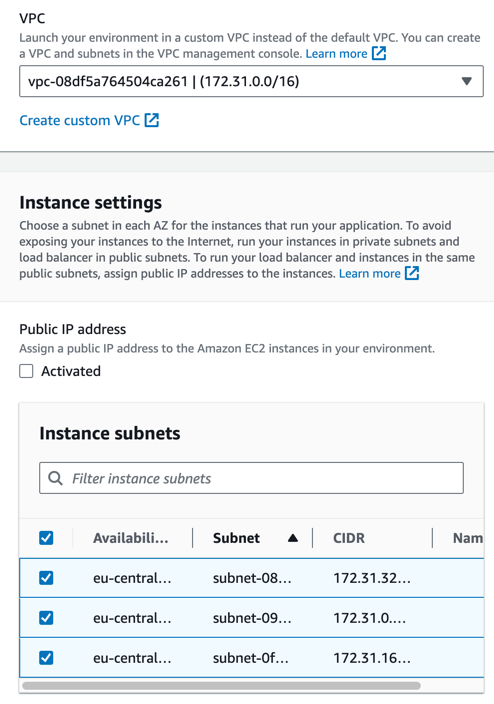 VPC
Launch your environment in a custom VPC instead of the default VPC. You can create
a VPC and subnets in the VPC management console. Learn more
vpc-08df5a764504ca261 | (172.31.0.0/16)
Create custom VPC
Instance settings
Choose a subnet in each AZ for the instances that run your application. To avoid
exposing your instances to the Internet, run your instances in private subnets and
load balancer in public subnets. To run your load balancer and instances in the same
public subnets, assign public IP addresses to the instances. Learn more
Public IP address
Assign a public IP address to the Amazon EC2 instances in your environment.
Activated
Instance subnets
Filter instance subnets
Availabili... Subnet CIDR Nam
eu-central... subnet-08... 172.31.32...
eu-central... subnet-09... 172.31.0....
eu-central... subnet-0f... 172.31.16...